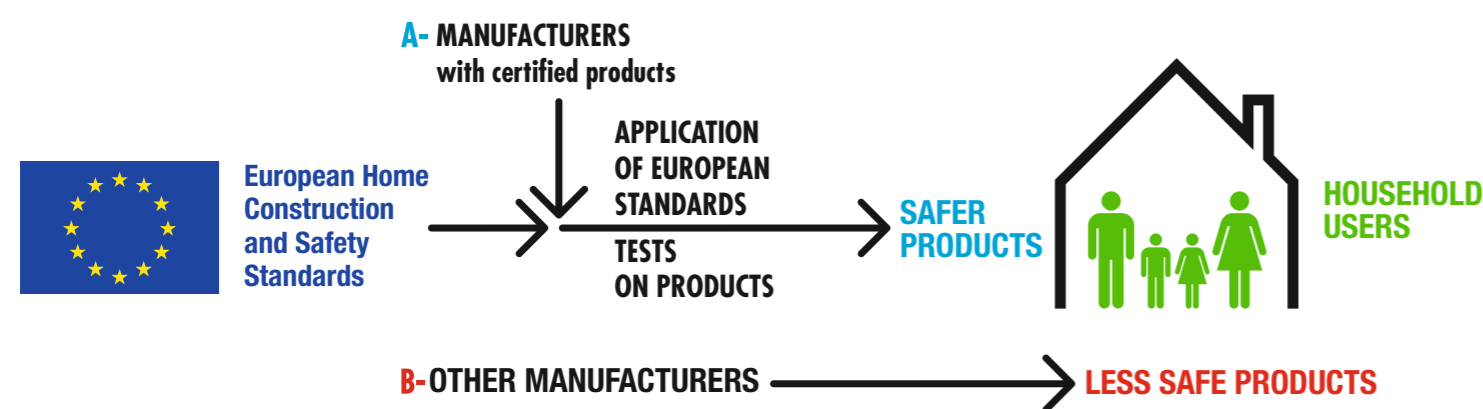 A- MANUFACTURERS
with certified products
European Home
Construction
and Safety
Standards
APPLICATION
OF EUROPEAN
STANDARDS
TESTS
ON PRODUCTS
SAFER
PRODUCTS
HOUSEHOLD
USERS
B-OTHER MANUFACTURERS
LESS SAFE PRODUCTS